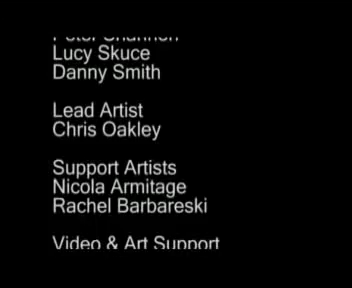 Lucy Skuce
Danny Smith
Lead Artist
Chris Oakley
Support Artists
Nicola Armitage
Rachel Barbareski
Video & Art Support